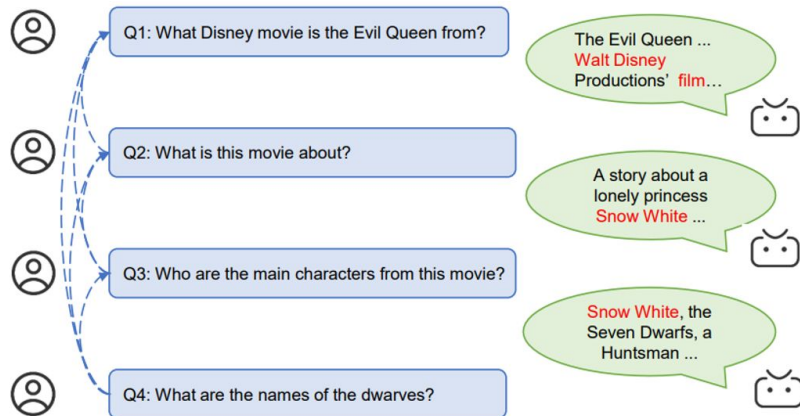 Q1: What Disney movie is the Evil Queen from?
The Evil Queen ...
Walt Disney
Productions’ film…
Q2: What is this movie about?
A story about a
lonely princess
Snow White ...
Q3: Who are the main characters from this movie?
Snow White, the
Seven Dwarfs, a
Huntsman ...
Q4: What are the names of the dwarves?